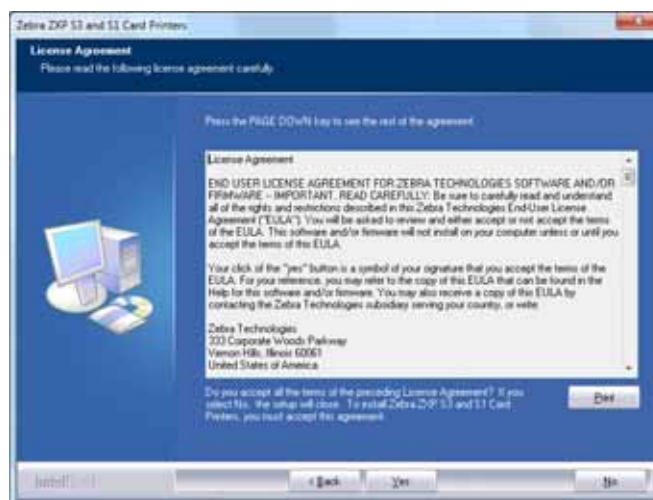 Zebra ZXP S3 and S1 Card Printers
License Agreement
Please read the following license agreement carefully.
Press the PAGE DOWN key to see the rest of the agreement.
License Agreement
END USER LICENSE AGREEMENT FOR ZEBRA TECHNOLOGIES SOFTWARE AND/OR
FIRMWARE – IMPORTANT, READ CAREFULLY: Be sure to carefully read and understand
all of the rights and restrictions described in this Zebra Technologies End-User License
Agreement ("EULA"). You will be asked to review and either accept or not accept the terms
of the EULA. This software and/or firmware will not install on your computer unless or until you
accept the terms of this EULA.
Your click of the "yes" button is a symbol of your signature that you accept the terms of the
EULA. For your reference, you may refer to the copy of this EULA that can be found in the
Help for this software and/or firmware. You may also receive a copy of this EULA by
contacting the Zebra Technologies subsidiary serving your country, or write:
Zebra Technologies
333 Corporate Woods Parkway
Vernon Hills, Illinois 60061
United States of America
Do you accept all the terms of the preceding License Agreement? If you
select No, the setup will close. To install Zebra ZXP S3 and S1 Card
Printers, you must accept this agreement.
Print
< Back
Yes
No